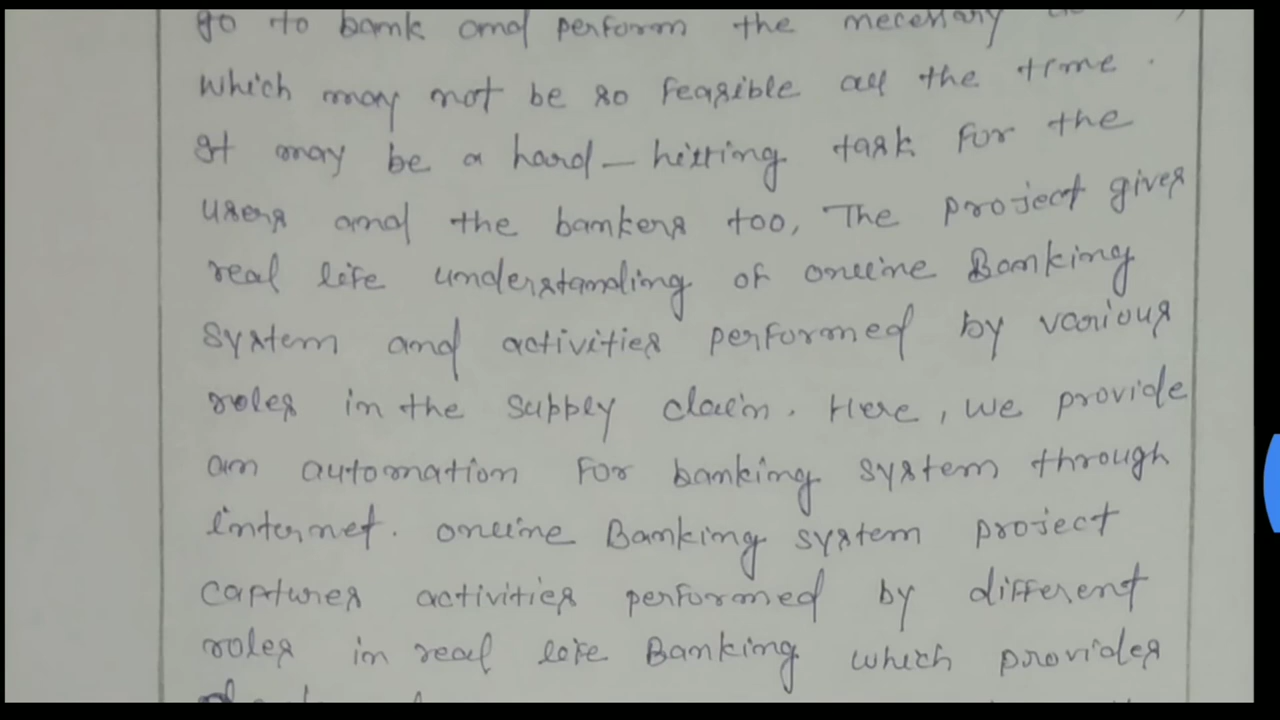 go to bank and perform the necessary
which may not be so feasible all the time.
It may be a hard-hitting task for the
users and the bankers too, The project gives
real life understanding of online Banking
system and activities performed by various
roles in the supply claim. Here, we provide
an automation for banking system through
internet. online Banking system project
captures activities performed by different
roles in real life Banking which provides